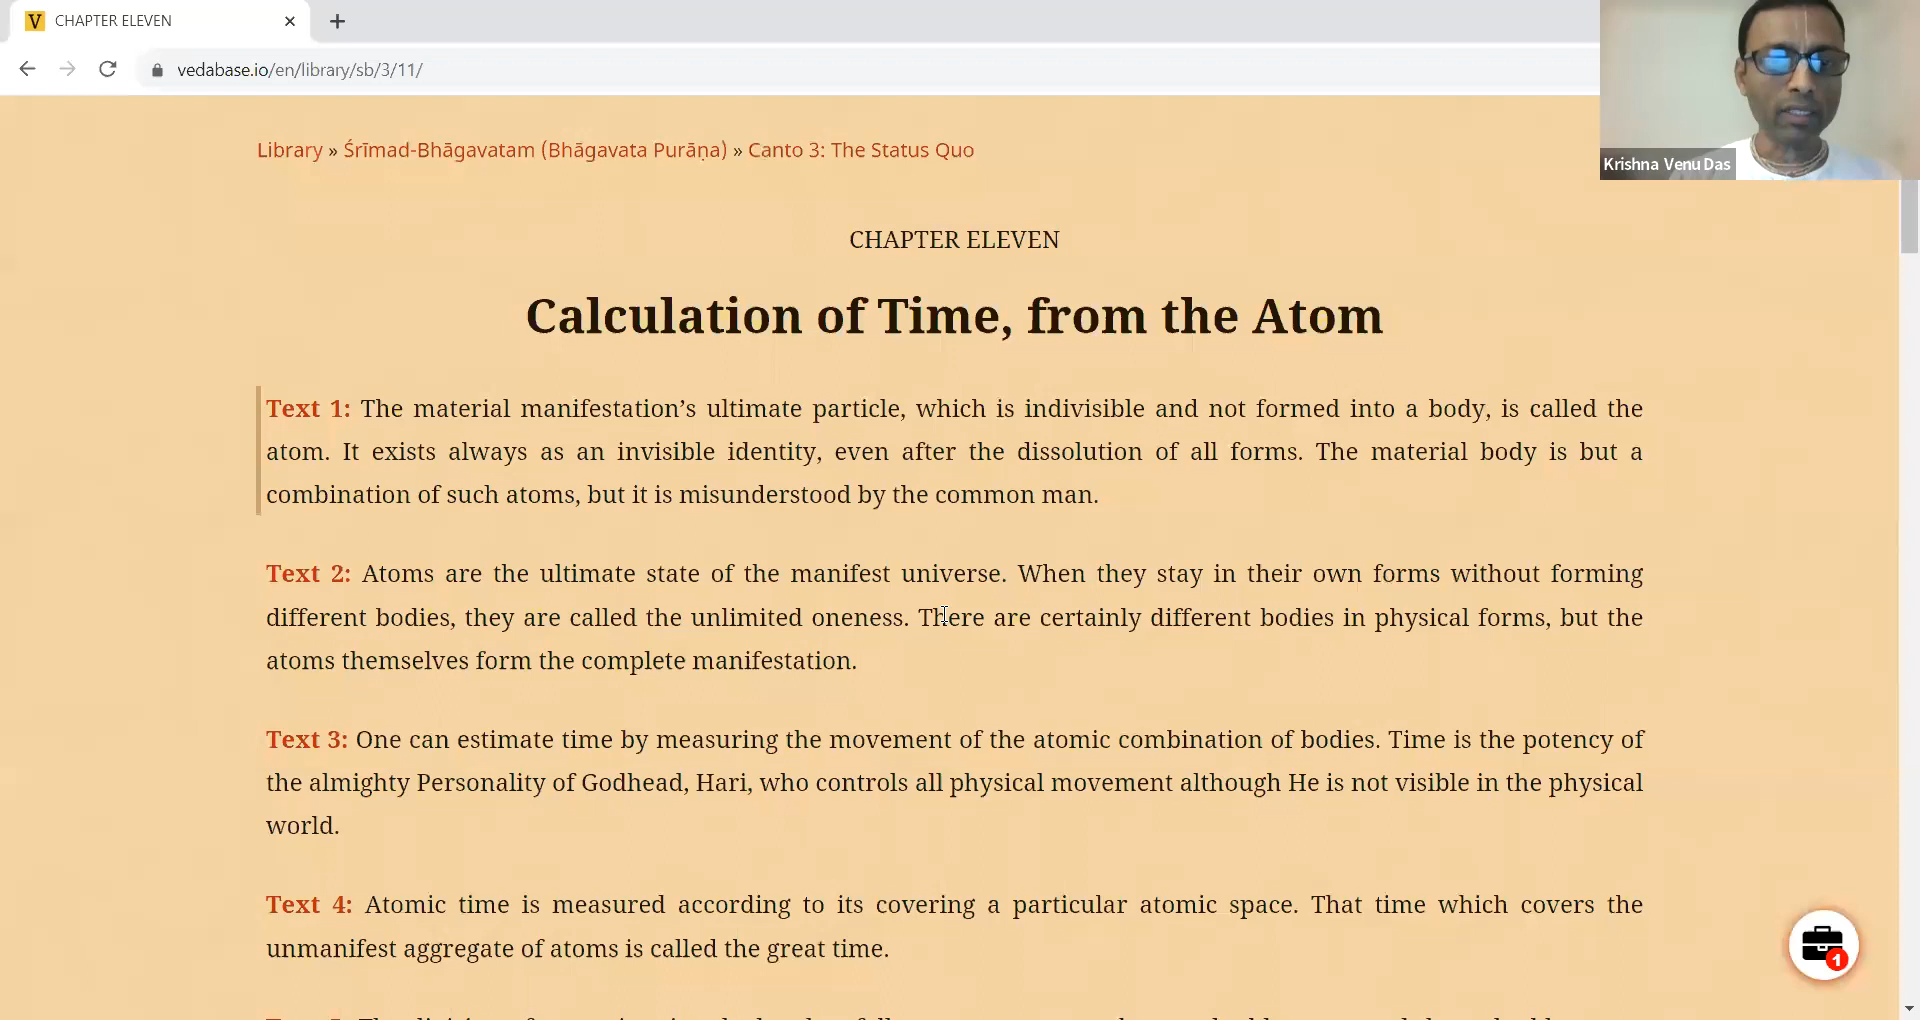 V CHAPTER ELEVEN
vedabase.io/en/library/sb/3/11/
Krishna Venu Das
Library » Śrīmad-Bhāgavatam (Bhāgavata Purāṇa) » Canto 3: The Status Quo
CHAPTER ELEVEN
Calculation of Time, from the Atom
Text 1: The material manifestation’s ultimate particle, which is indivisible and not formed into a body, is called the
atom. It exists always as an invisible identity, even after the dissolution of all forms. The material body is but a
combination of such atoms, but it is misunderstood by the common man.
Text 2: Atoms are the ultimate state of the manifest universe. When they stay in their own forms without forming
different bodies, they are called the unlimited oneness. There are certainly different bodies in physical forms, but the
atoms themselves form the complete manifestation.
Text 3: One can estimate time by measuring the movement of the atomic combination of bodies. Time is the potency of
the almighty Personality of Godhead, Hari, who controls all physical movement although He is not visible in the physical
world.
Text 4: Atomic time is measured according to its covering a particular atomic space. That time which covers the
unmanifest aggregate of atoms is called the great time.
1